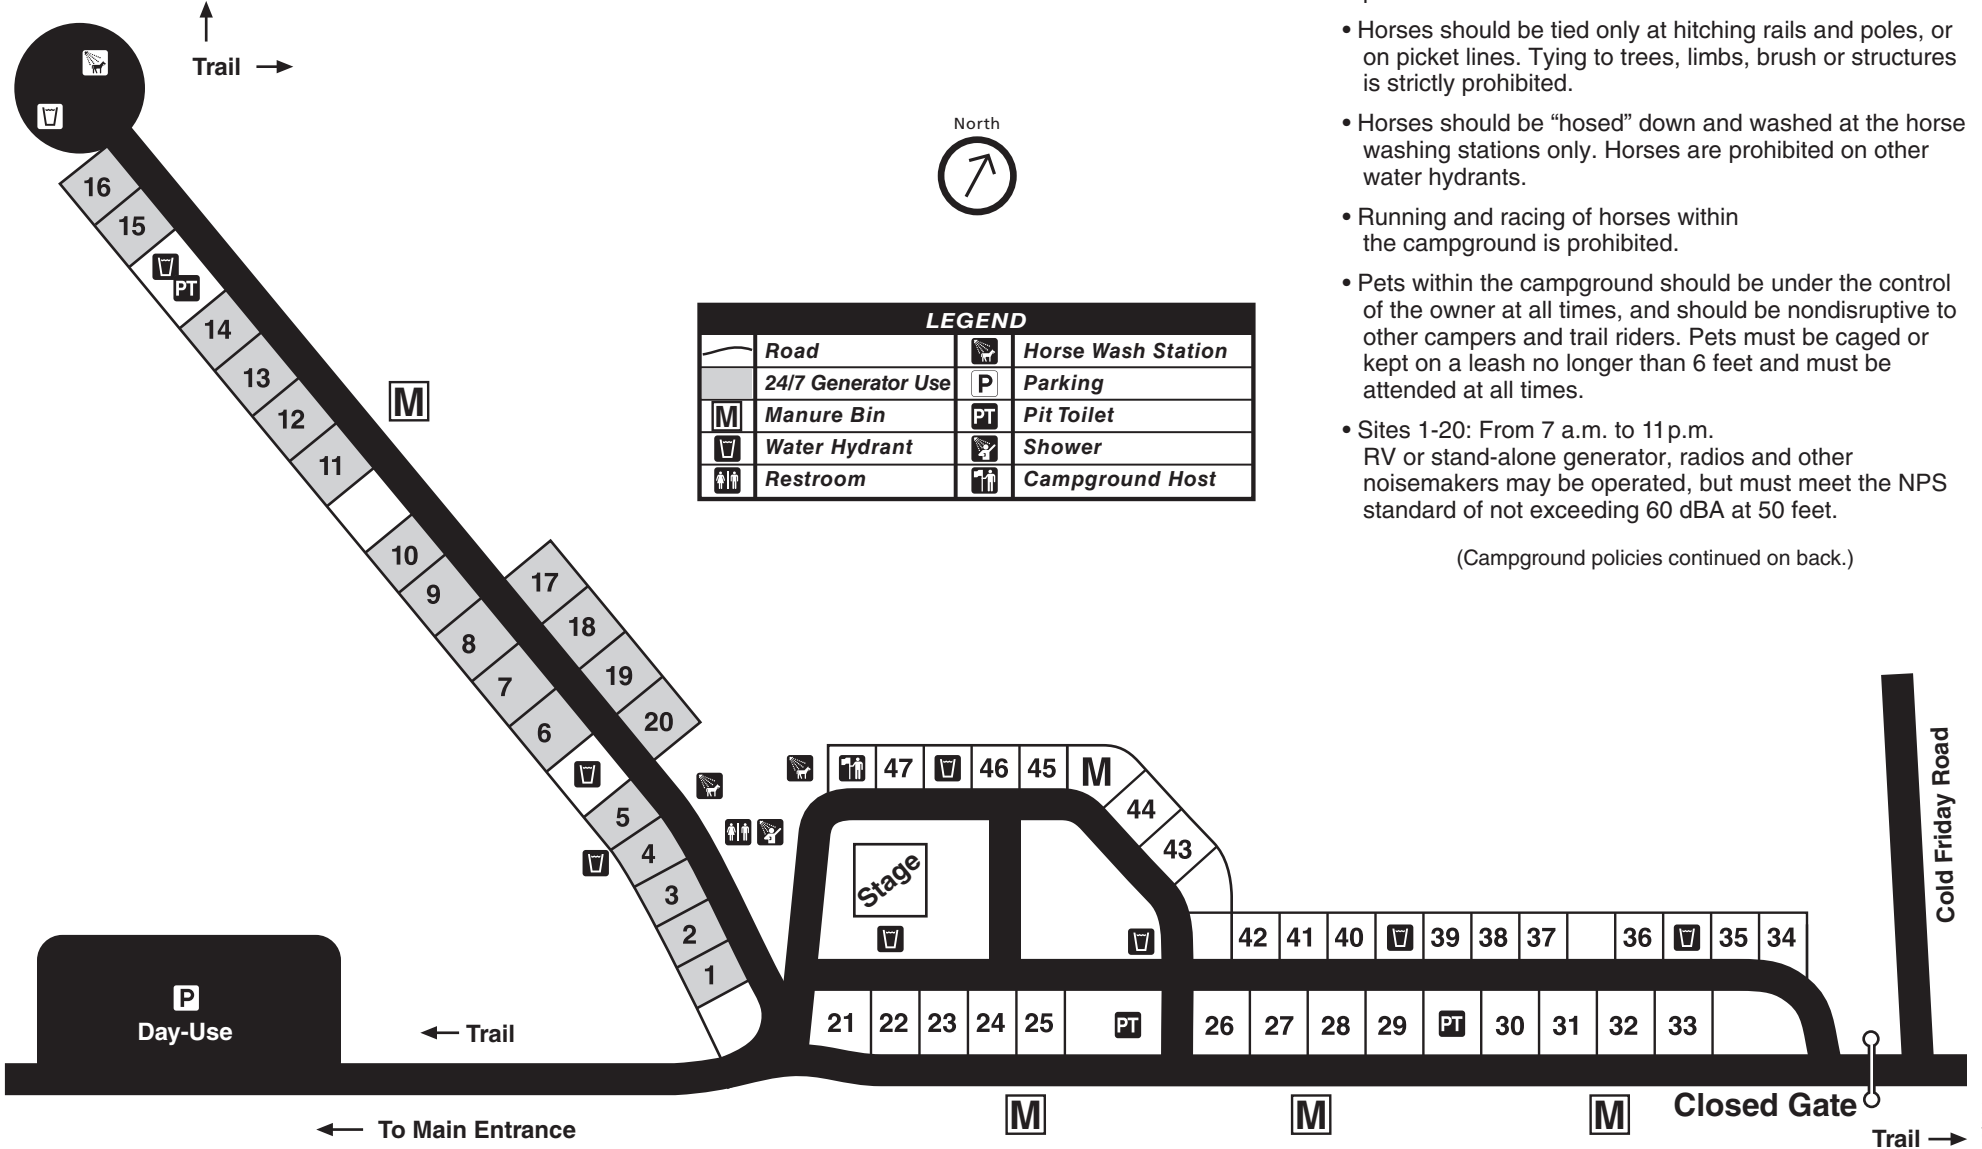 Trail
• Horses should be tied only at hitching rails and poles, or
on picket lines. Tying to trees, limbs, brush or structures
is strictly prohibited.
• Horses should be “hosed” down and washed at the horse
washing stations only. Horses are prohibited on other
water hydrants.
• Running and racing of horses within
the campground is prohibited.
• Pets within the campground should be under the control
of the owner at all times, and should be nondisruptive to
other campers and trail riders. Pets must be caged or
kept on a leash no longer than 6 feet and must be
attended at all times.
• Sites 1-20: From 7 a.m. to 11 p.m.
RV or stand-alone generator, radios and other
noisemakers may be operated, but must meet the NPS
standard of not exceeding 60 dBA at 50 feet.
(Campground policies continued on back.)
North
LEGEND
Road
Horse Wash Station
24/7 Generator Use
P
Parking
M
Manure Bin
PT
Pit Toilet
Water Hydrant
Shower
Restroom
Campground Host
16
15
PT
14
13
12
11
M
10
9
8
7
6
17
18
19
20
5
4
3
2
1
47
46
45
M
44
43
Stage
42
41
40
39
38
37
36
35
34
21
22
23
24
25
PT
26
27
28
29
PT
30
31
32
33
Cold Friday Road
P
Day-Use
Trail
To Main Entrance
M
M
M
Closed Gate
Trail